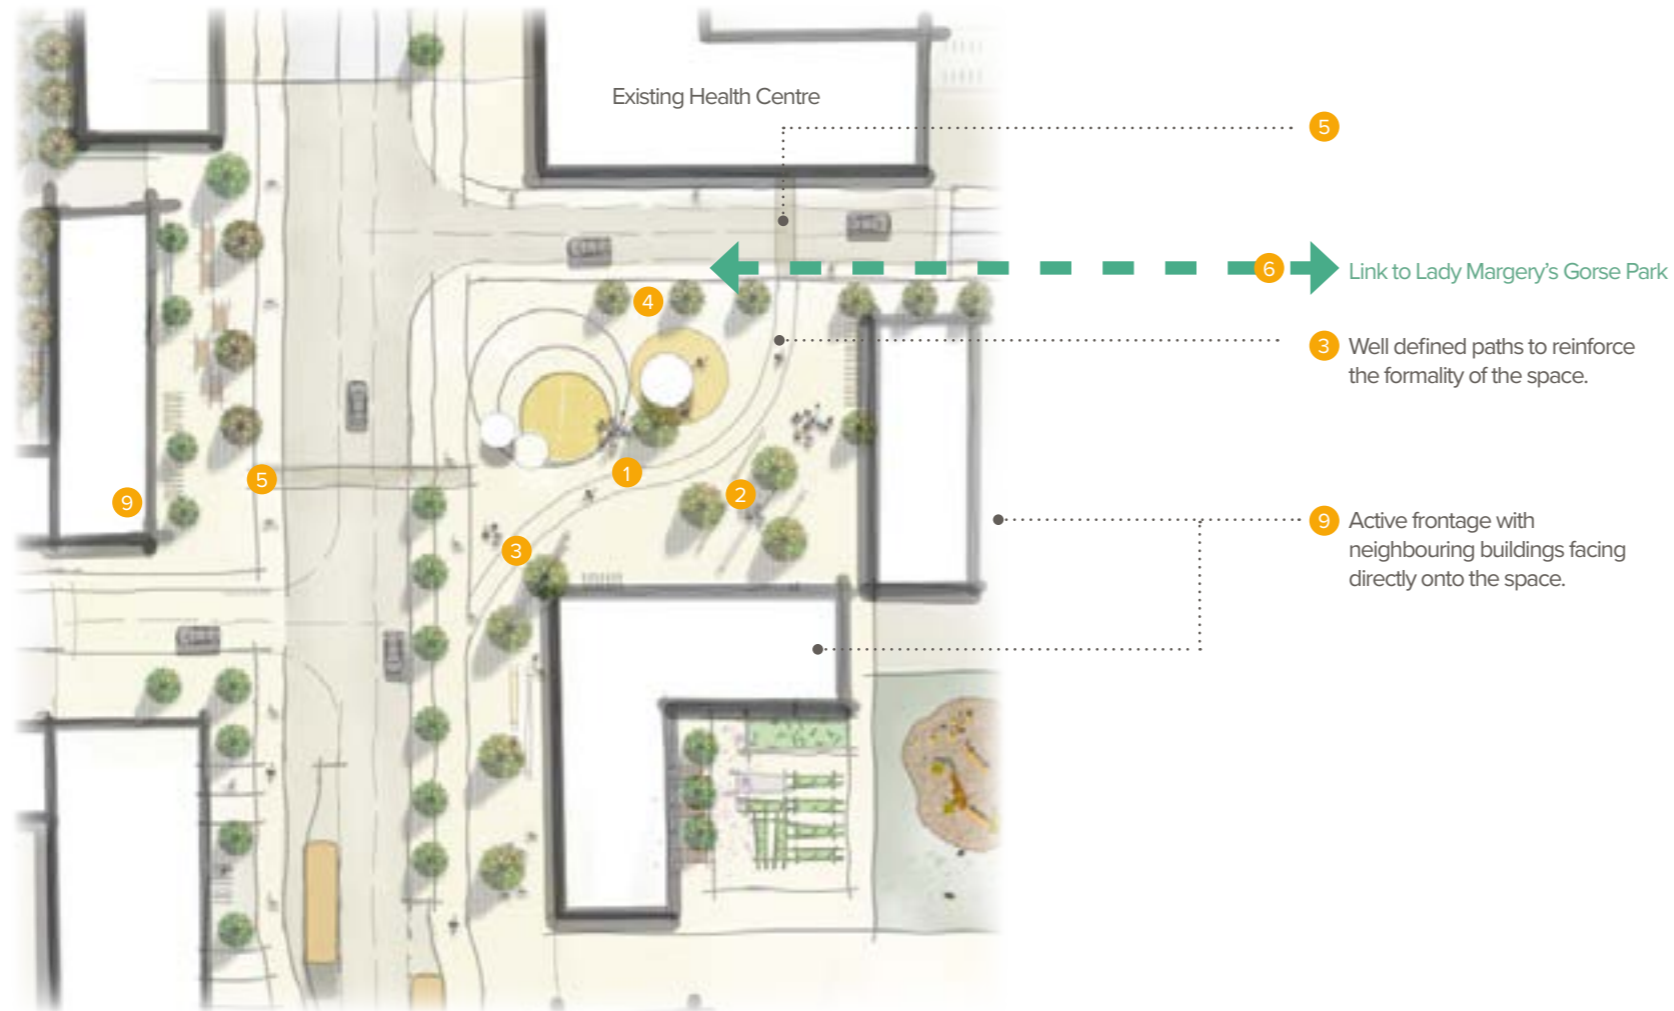 Existing Health Centre
5
6
Link to Lady Margery's Gorse Park
4
3 Well defined paths to reinforce
the formality of the space.
1
5
2
9
9 Active frontage with
neighbouring buildings facing
directly onto the space.
3